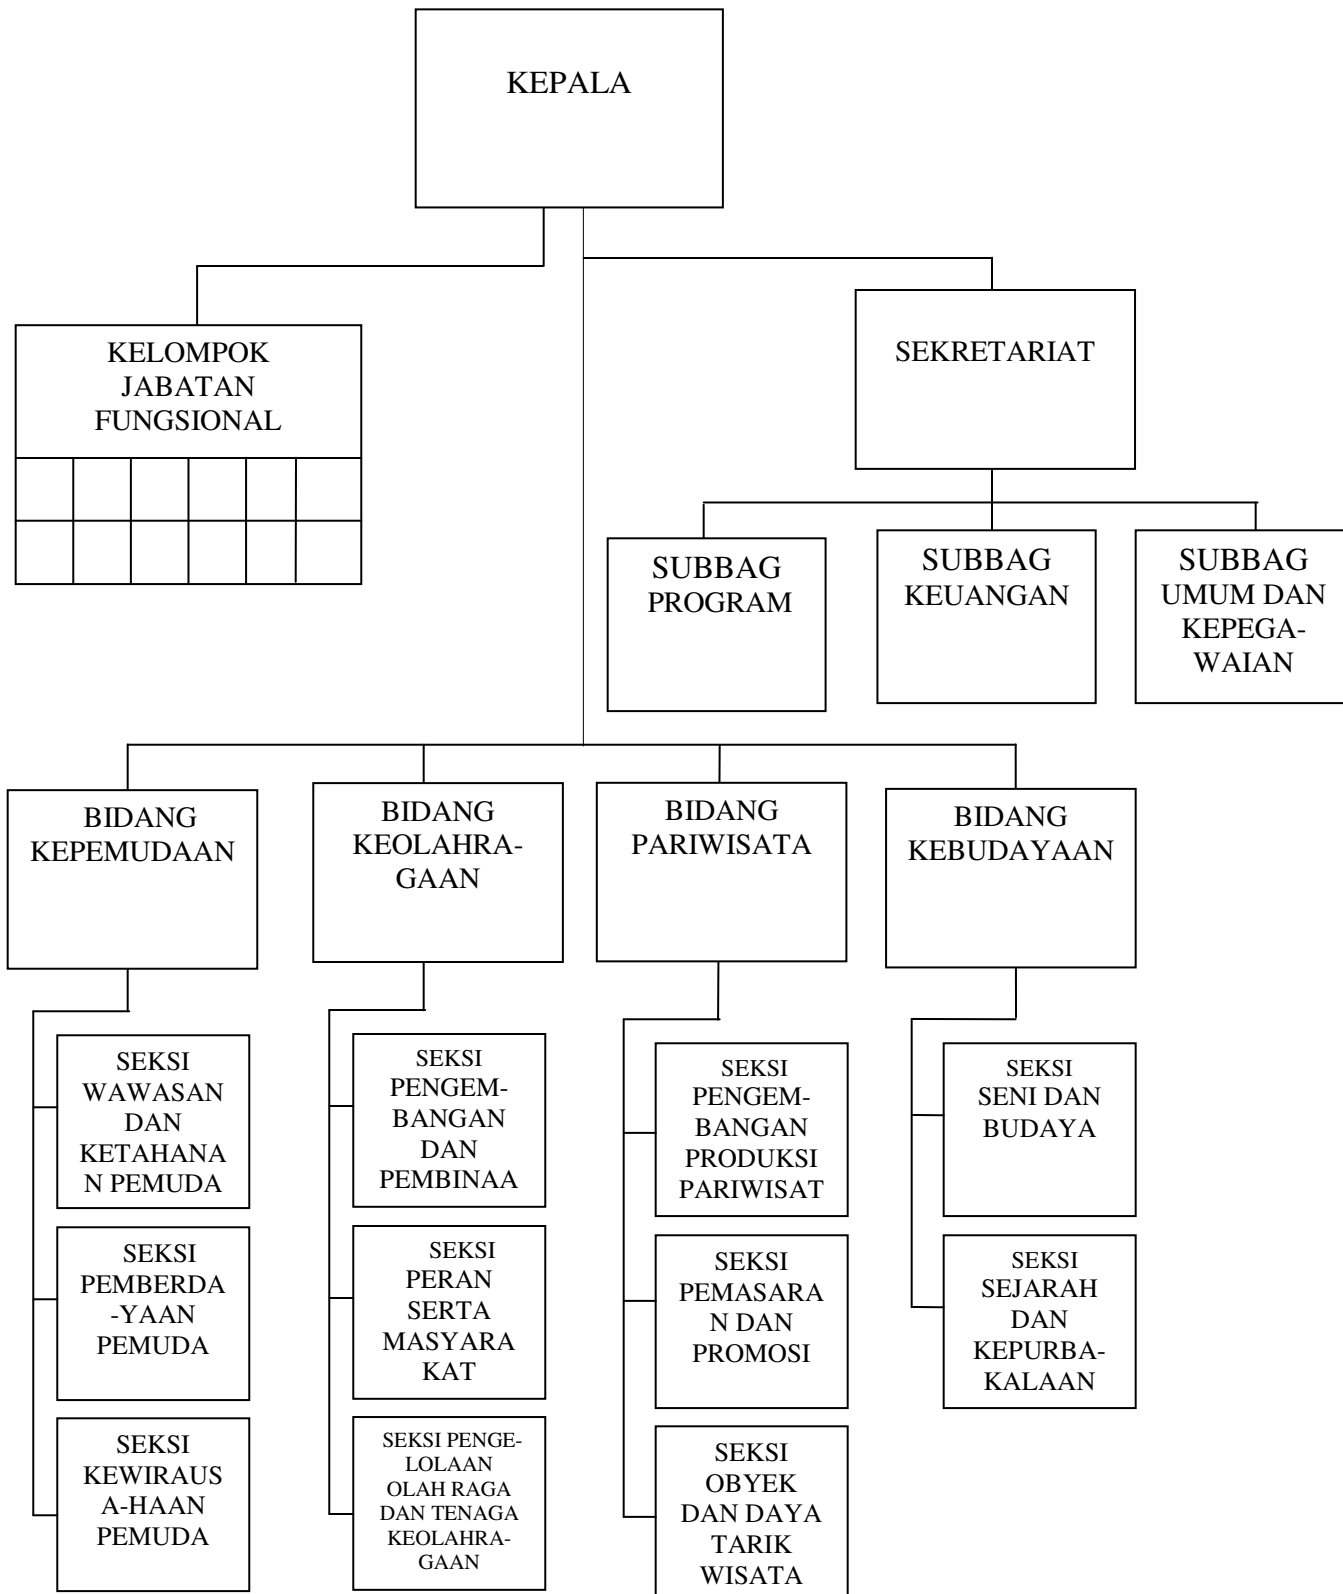 KEPALA
SEKRETARIAT
KELOMPOK
JABATAN
FUNGSIONAL
SUBBAG
PROGRAM
SUBBAG
KEUANGAN
SUBBAG
UMUM DAN
KEPEGA-
WAIAN
BIDANG
KEPEMUDAAN
BIDANG
KEOLAHRA-
GAAN
BIDANG
PARIWISATA
BIDANG
KEBUDAYAAN
SEKSI
WAWASAN
DAN
KETAHANA
N PEMUDA
SEKSI
PEMBERDA
-YAAN
PEMUDA
SEKSI
KEWIRAUS
A-HAAN
PEMUDA
SEKSI
PENGEM-
BANGAN
DAN
PEMBINAA
SEKSI
PERAN
SERTA
MASYARA
KAT
SEKSI PENGE-
LOLAAN
OLAH RAGA
DAN TENAGA
KEOLAHRA-
GAAN
SEKSI
PENGEM-
BANGAN
PRODUKSI
PARIWISAT
SEKSI
PEMASARA
N DAN
PROMOSI
SEKSI
OBYEK
DAN DAYA
TARIK
WISATA
SEKSI
SENI DAN
BUDAYA
SEKSI
SEJARAH
DAN
KEPURBA-
KALAAN